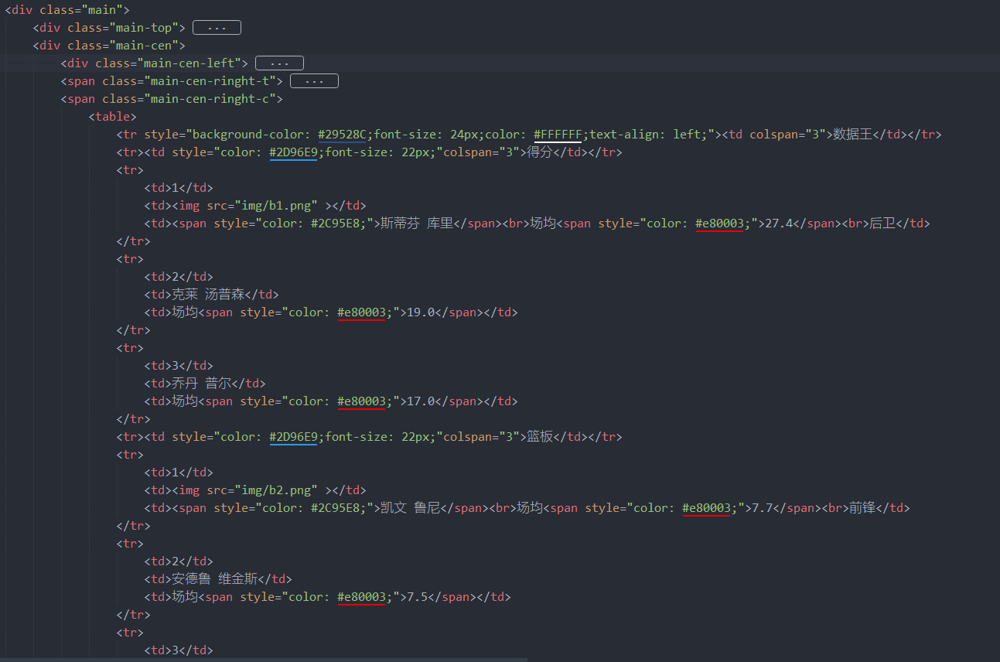 <div class="main">
<div class="main-top"> ...
<div class="main-cen">
<div class="main-cen-left"> ...
<span class="main-cen-ringht-t"> ...
<span class="main-cen-ringht-c">
<table>
<tr style="background-color: #29528C;font-size: 24px;color: #FFFFFF;text-align: left;"><td colspan="3">数据王</td></tr>
<tr><td style="color: #2D96E9;font-size: 22px;"colspan="3">得分</td></tr>
<tr>
<td>1</td>
<td><img src="img/b1.png" ></td>
<td><span style="color: #2C95E8;">斯蒂芬 库里</span><br>场均<span style="color: #e80003;">27.4</span><br>后卫</td>
</tr>
<tr>
<td>2</td>
<td>克莱 汤普森</td>
<td>场均<span style="color: #e80003;">19.0</span></td>
</tr>
<tr>
<td>3</td>
<td>乔丹 普尔</td>
<td>场均<span style="color: #e80003;">17.0</span></td>
</tr>
<tr><td style="color: #2D96E9;font-size: 22px;"colspan="3">篮板</td></tr>
<tr>
<td>1</td>
<td><img src="img/b2.png" ></td>
<td><span style="color: #2C95E8;">凯文 鲁尼</span><br>场均<span style="color: #e80003;">7.7</span><br>前锋</td>
</tr>
<tr>
<td>2</td>
<td>安德鲁 维金斯</td>
<td>场均<span style="color: #e80003;">7.5</span></td>
</tr>
<tr>
<td>3</td>